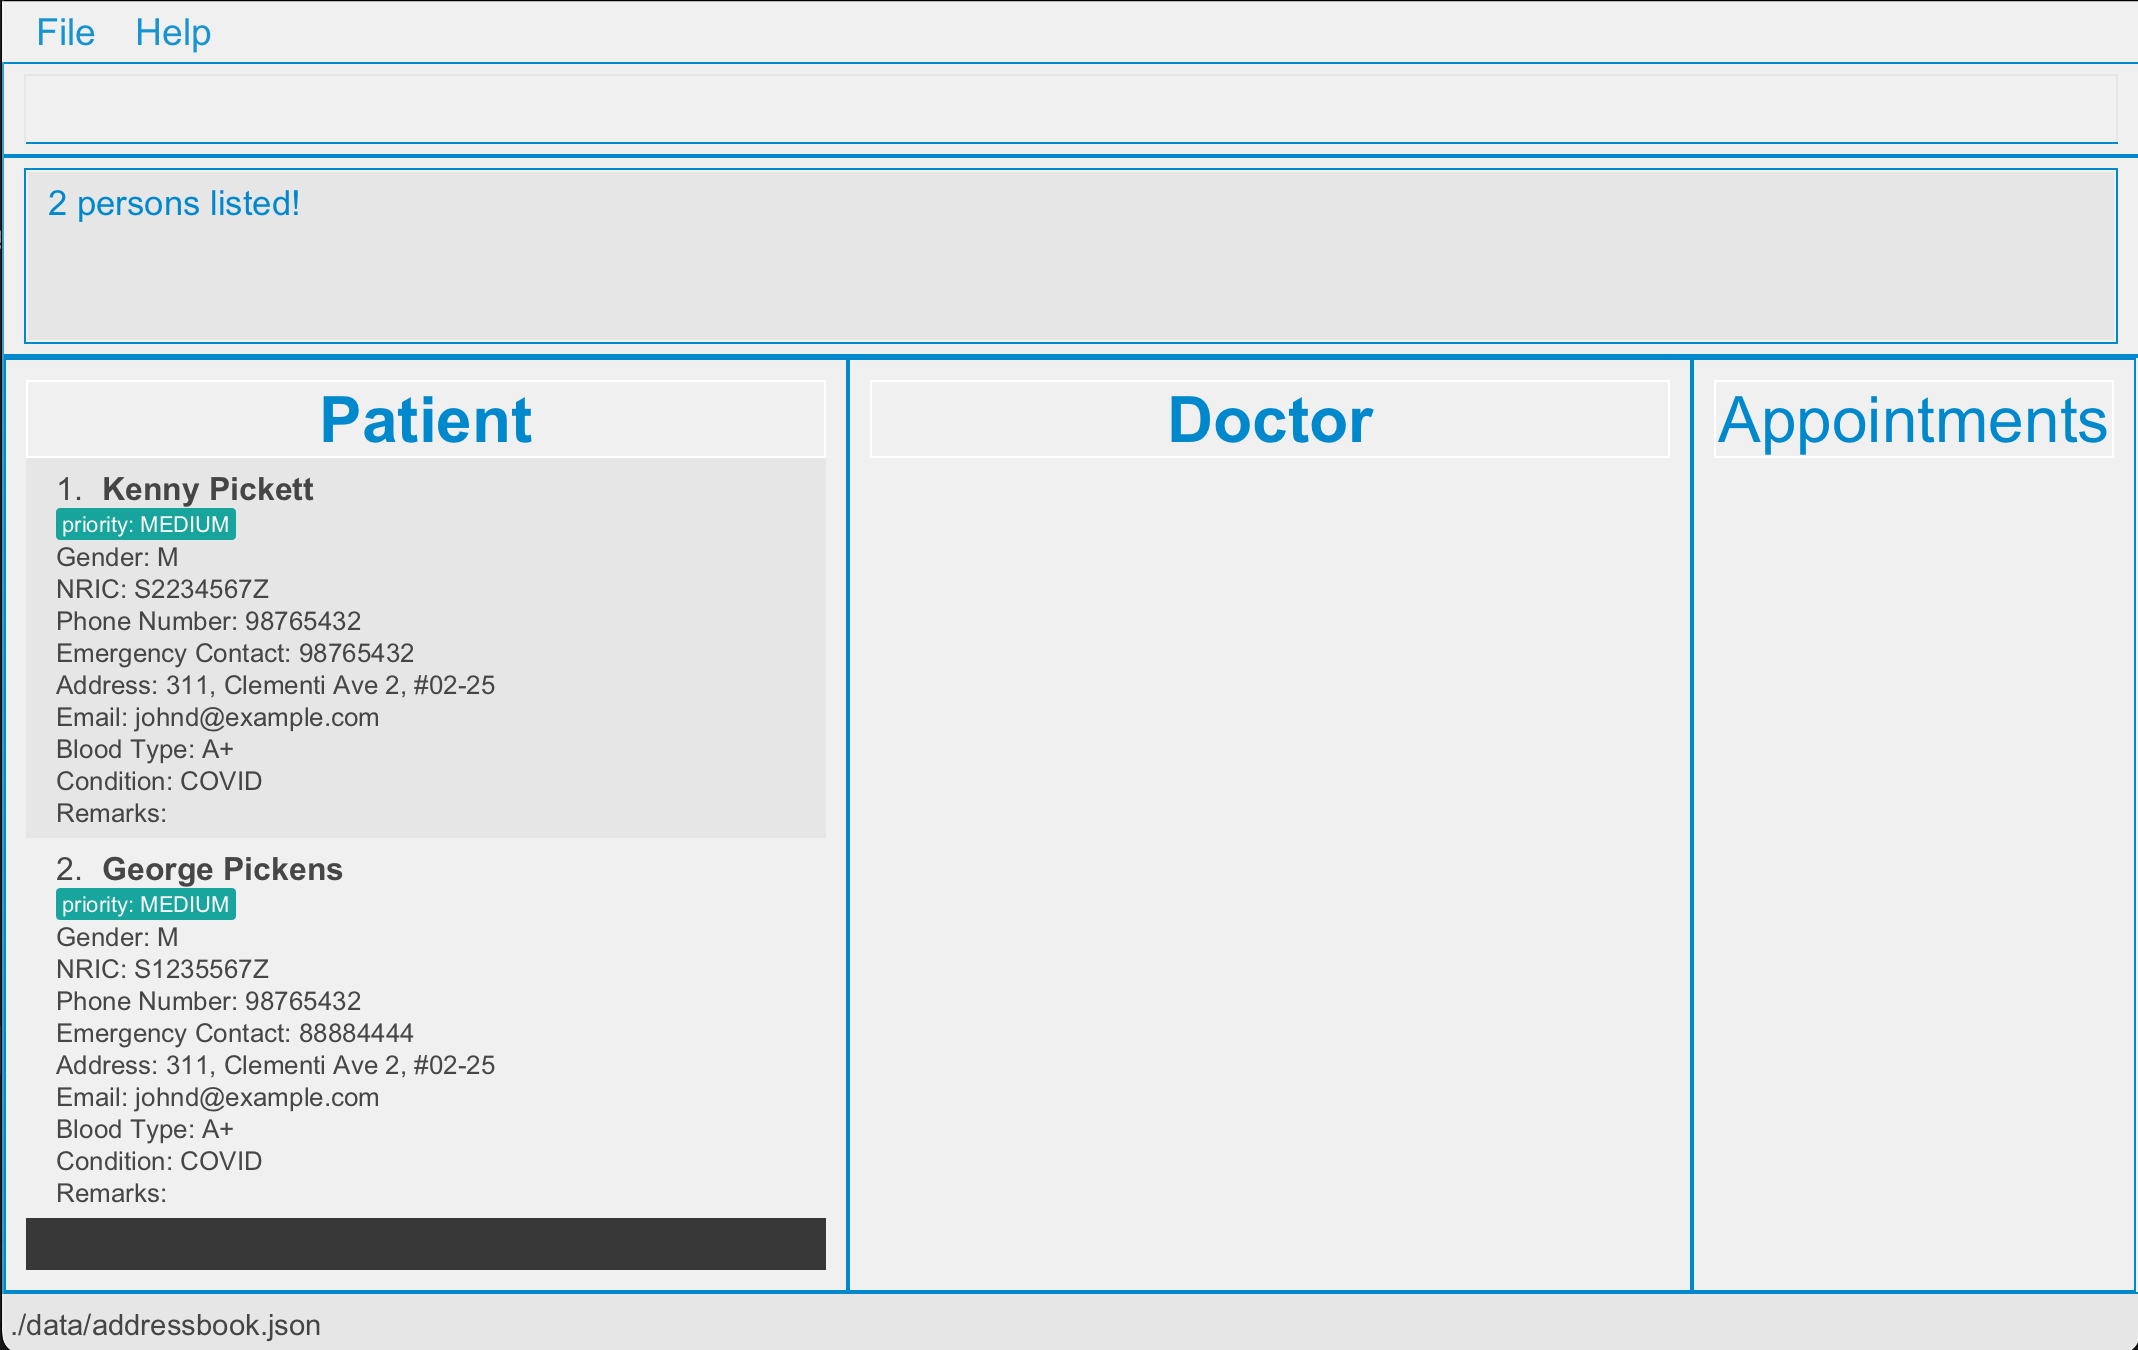 File Help
2 persons listed!
Patient
1. Kenny Pickett
priority: MEDIUM
Gender: M
NRIC: S2234567Z
Phone Number: 98765432
Emergency Contact: 98765432
Address: 311, Clementi Ave 2, #02-25
Email: johnd@example.com
Blood Type: A+
Condition: COVID
Remarks:
2. George Pickens
priority: MEDIUM
Gender: M
NRIC: S1235567Z
Phone Number: 98765432
Emergency Contact: 88884444
Address: 311, Clementi Ave 2, #02-25
Email: johnd@example.com
Blood Type: A+
Condition: COVID
Remarks:
Doctor
Appointments
./data/addressbook.json